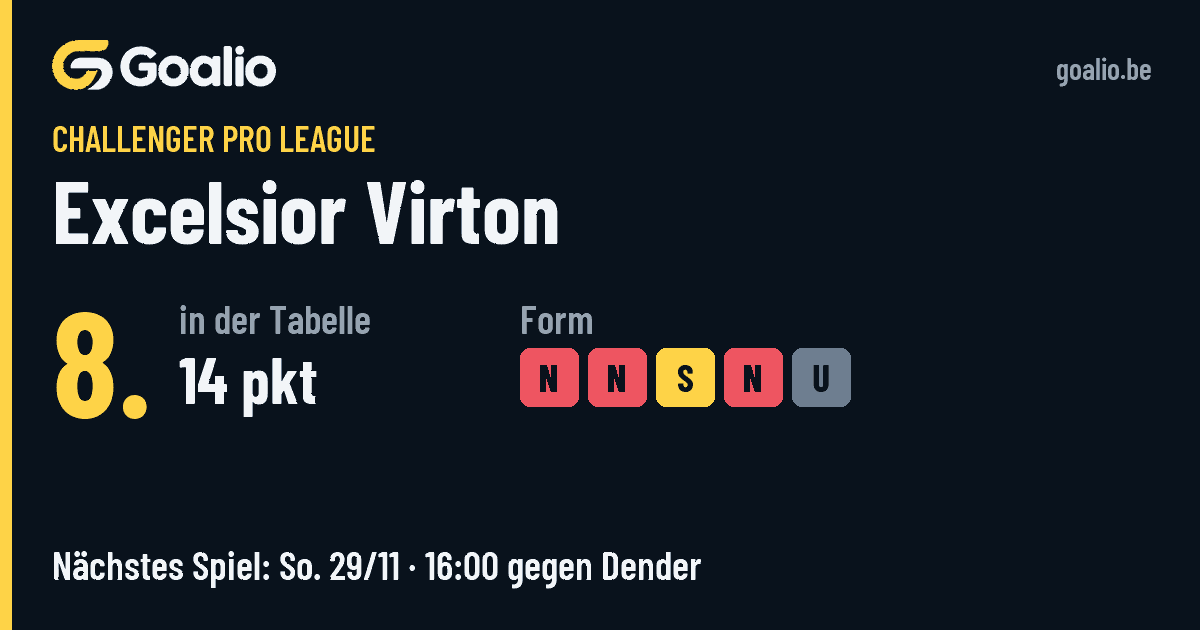 Goalio
goalio.be
CHALLENGER PRO LEAGUE
Excelsior Virton
8.
in der Tabelle
14 pkt
Form
N N S N U
Nächstes Spiel: So. 29/11 · 16:00 gegen Dender